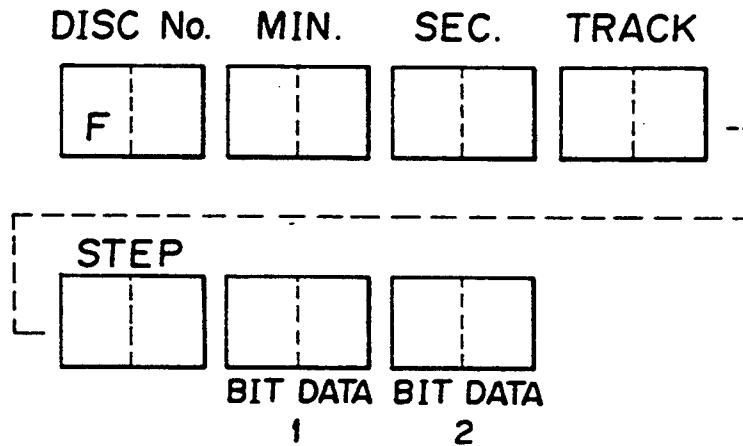 DISC No. MIN. SEC. TRACK
F
STEP
BIT DATA BIT DATA
1 2